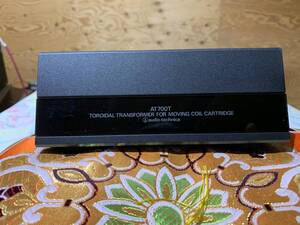 AT700T
TOROIDAL TRANSFORMER FOR MOVING COIL CARTRIDGE
audio-technica